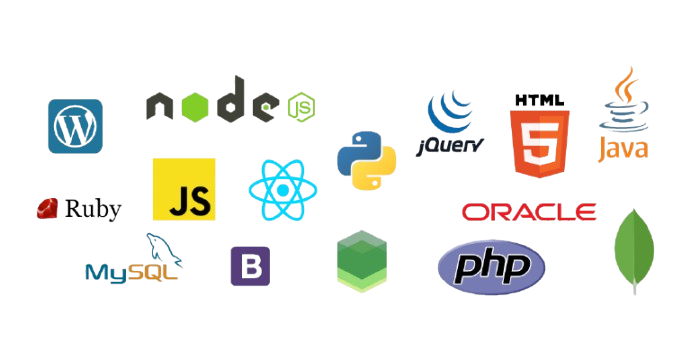 node
JS
HTML
5
jQuery
Java
W
JS
Ruby
ORACLE
MySQL
B
php